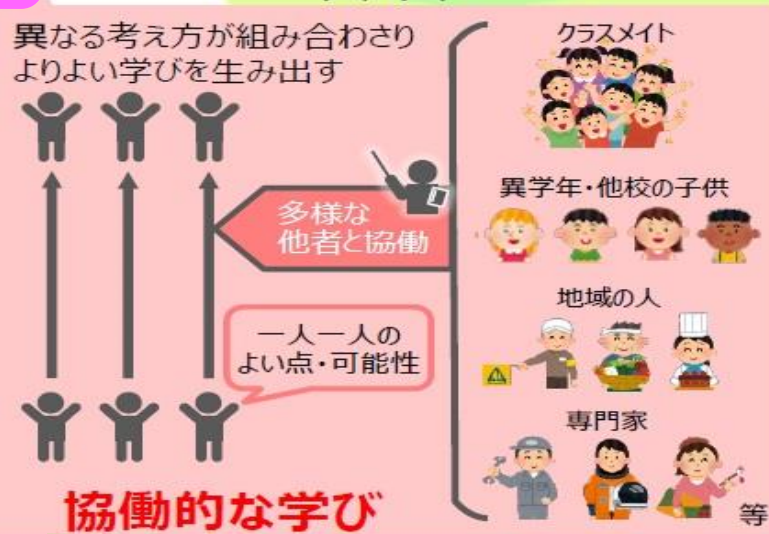 異なる考え方が組み合わさり
よりよい学びを生み出す
多様な
他者と協働
一人一人の
よい点・可能性
協働的な学び
クラスメイト
異学年・他校の子供
地域の人
専門家
等